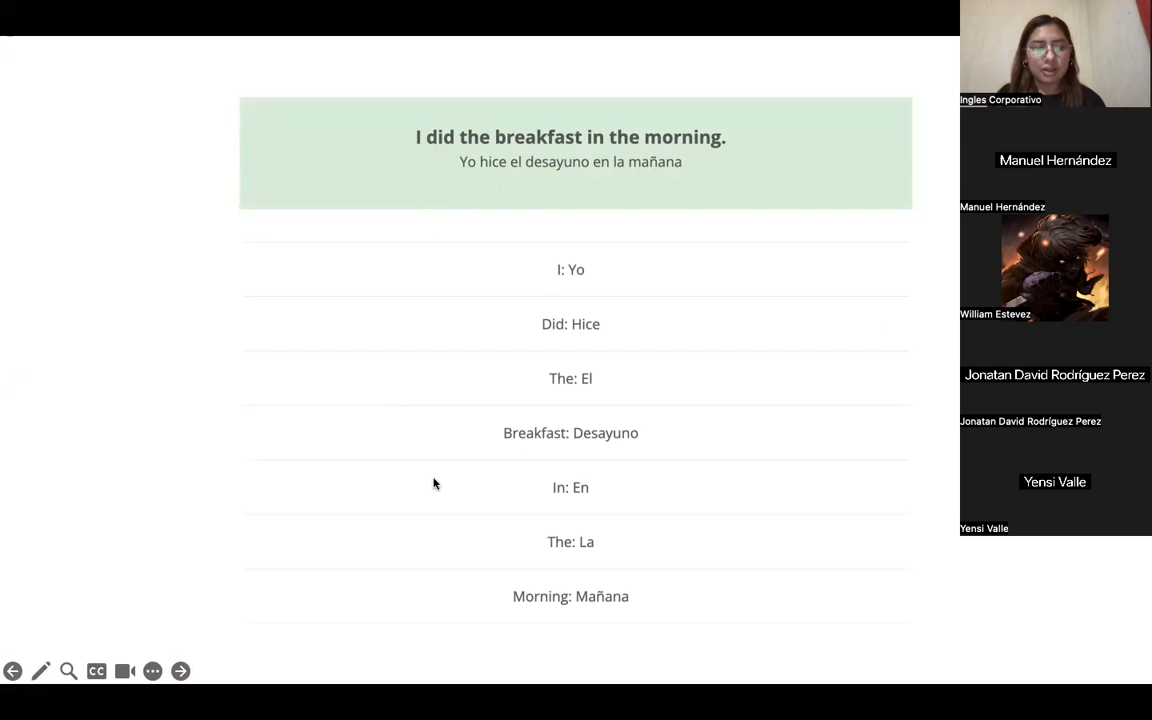 I did the breakfast in the morning.
Yo hice el desayuno en la mañana
I: Yo
Did: Hice
The: El
Breakfast: Desayuno
In: En
The: La
Morning: Mañana
CC
Ingles Corporativo
Manuel Hernández
Manuel Hernández
William Estevez
Jonatan David Rodríguez Perez
Jonatan David Rodríguez Perez
Yensi Valle
Yensi Valle